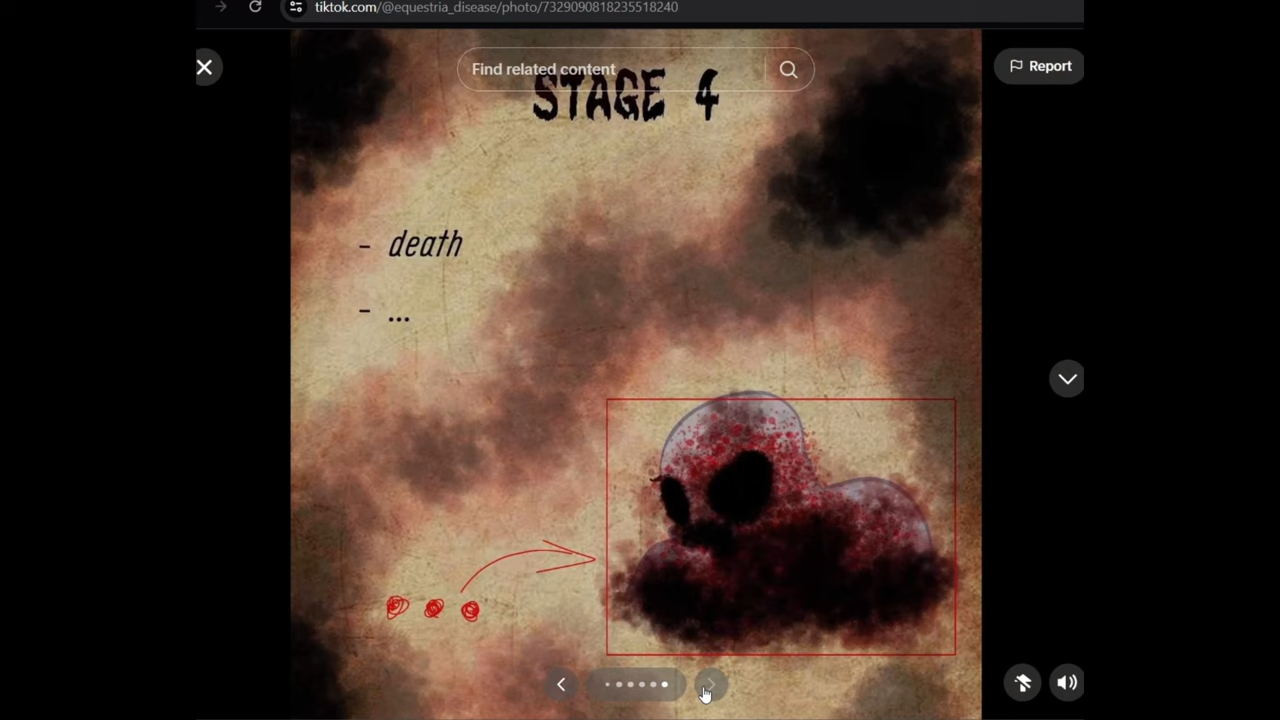 tiktok.com/@equestria_disease/photo/7329090818235518240
Find related content
Report
STAGE 4
- death
- ...